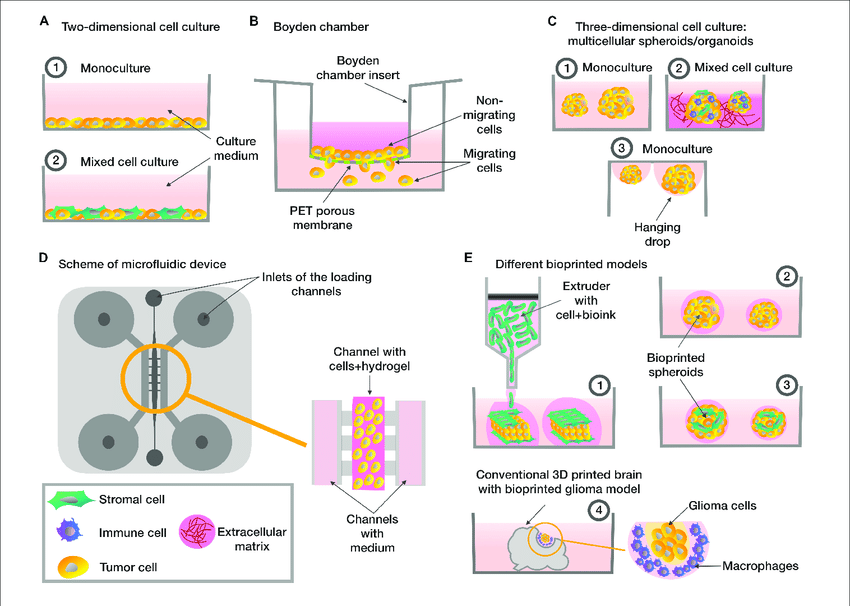 A Two-dimensional cell culture
1 Monoculture
Culture
medium
2 Mixed cell culture
B Boyden chamber
Boyden
chamber insert
Non-
migrating cells
Migrating
cells
PET porous
membrane
C Three-dimensional cell culture:
multicellular spheroids/organoids
1 Monoculture
2 Mixed cell culture
3 Monoculture
Hanging
drop
D Scheme of microfluidic device
Inlets of the loading
channels
Channel with
cells+hydrogel
Channels
with
medium
Stromal cell
Immune cell
Tumor cell
Extracellular
matrix
E Different bioprinted models
Extruder with
cell+bioink
1
2
Bioprinted
spheroids
3
Conventional 3D printed brain
with bioprinted glioma model
4
Glioma cells
Macrophages